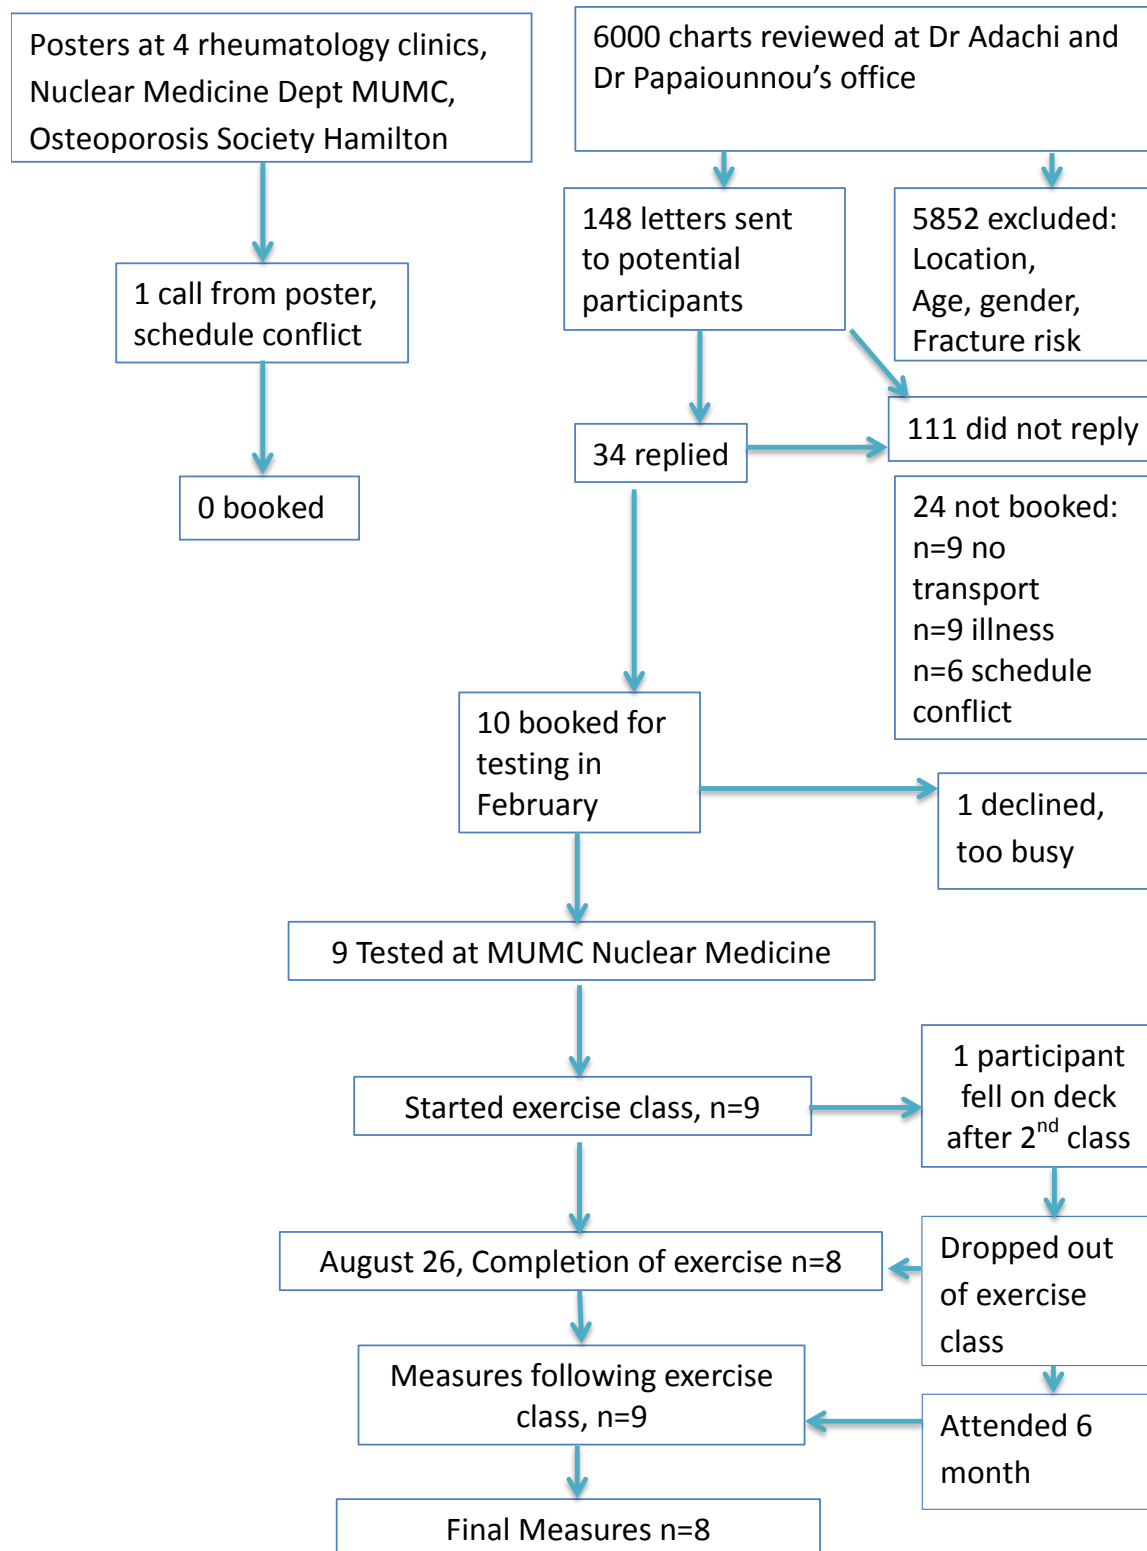 Posters at 4 rheumatology clinics,
Nuclear Medicine Dept MUMC,
Osteoporosis Society Hamilton
6000 charts reviewed at Dr Adachi and
Dr Papaiounnou’s office
148 letters sent
to potential
participants
5852 excluded:
Location,
Age, gender,
Fracture risk
1 call from poster,
schedule conflict
111 did not reply
34 replied
0 booked
24 not booked:
n=9 no
transport
n=9 illness
n=6 schedule
conflict
10 booked for
testing in
February
1 declined,
too busy
9 Tested at MUMC Nuclear Medicine
1 participant
fell on deck
after 2nd class
Started exercise class, n=9
Dropped out
of exercise
class
August 26, Completion of exercise n=8
Measures following exercise
class, n=9
Attended 6
month
Final Measures n=8